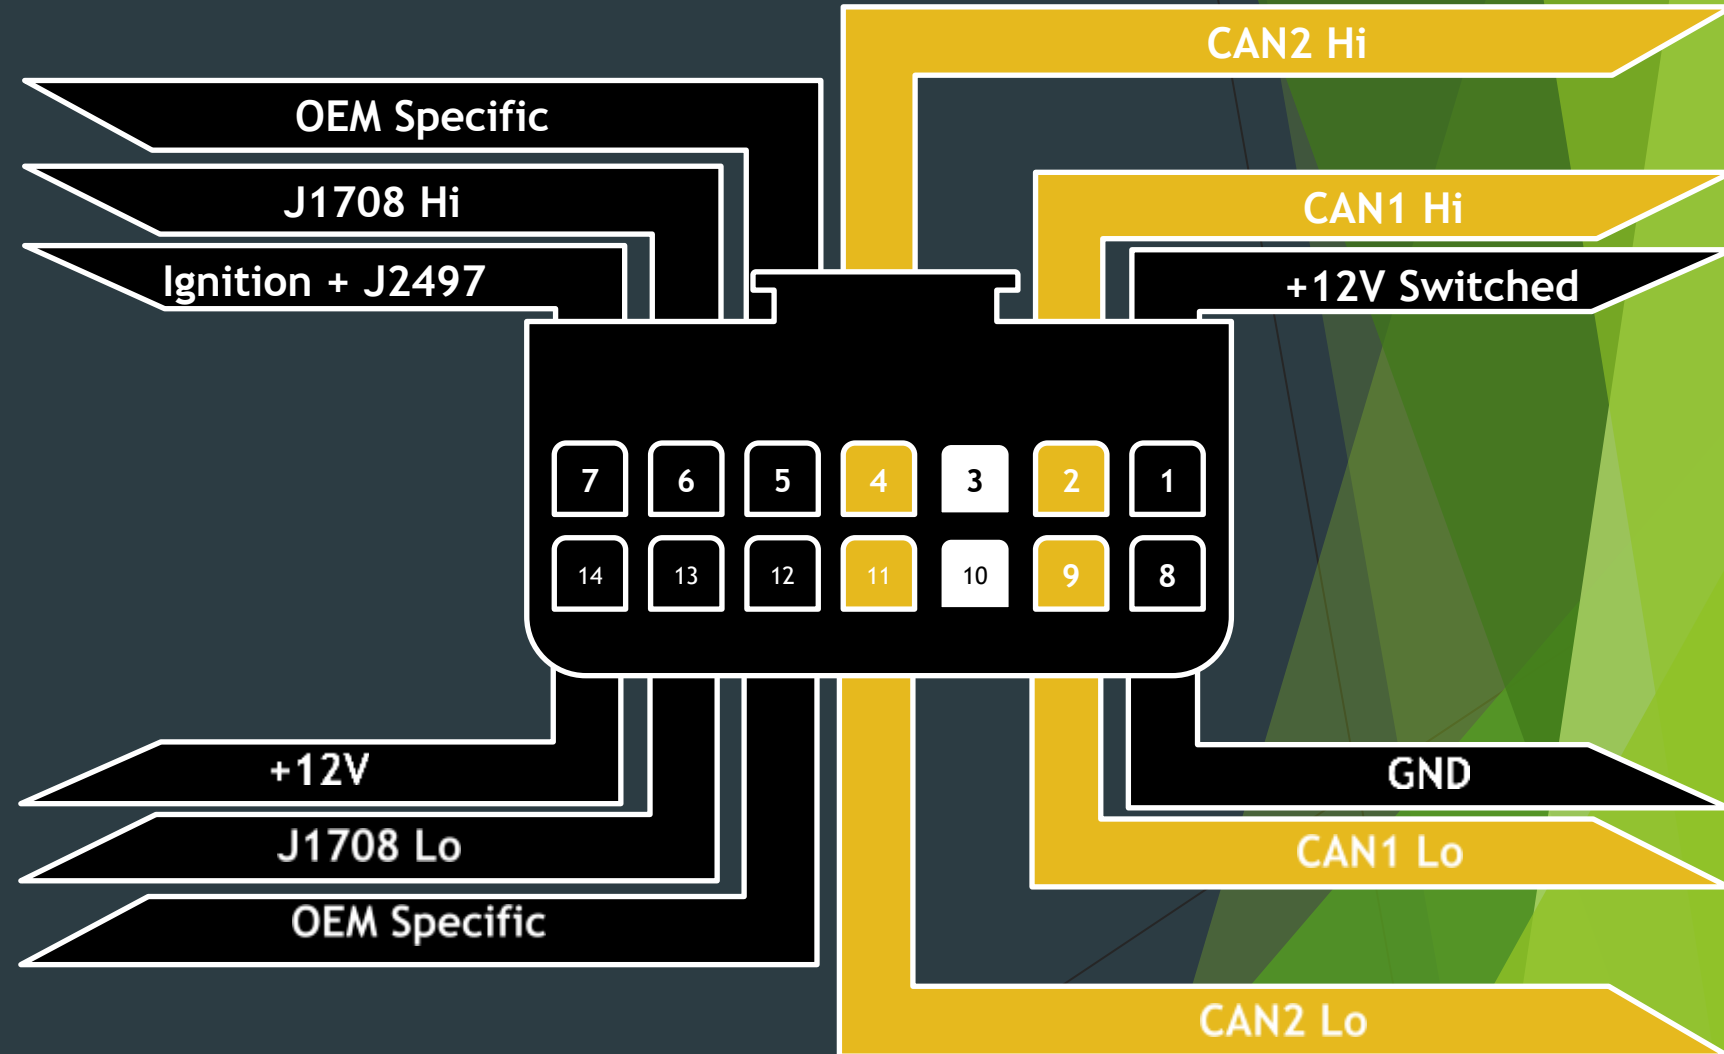 CAN2 Hi
OEM Specific
J1708 Hi
CAN1 Hi
Ignition + J2497
+12V Switched
7 6 5 4 3 2 1
14 13 12 11 10 9 8
+12V
GND
J1708 Lo
CAN1 Lo
OEM Specific
CAN2 Lo